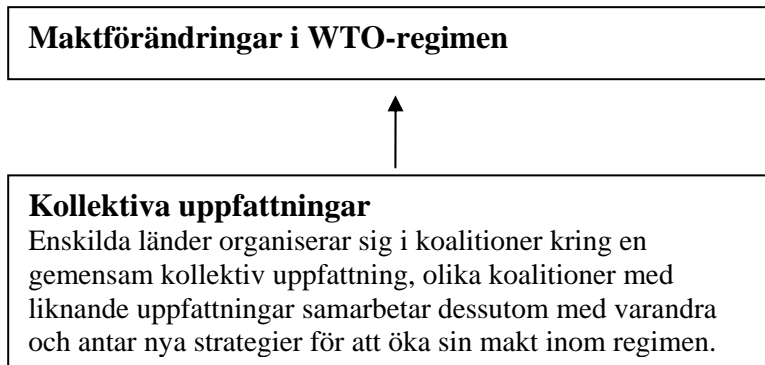 Maktförändringar i WTO-regimen
Kollektiva uppfattningar
Enskilda länder organiserar sig i koalitioner kring en
gemensam kollektiv uppfattning, olika koalitioner med
liknande uppfattningar samarbetar dessutom med varandra
och antar nya strategier för att öka sin makt inom regimen.